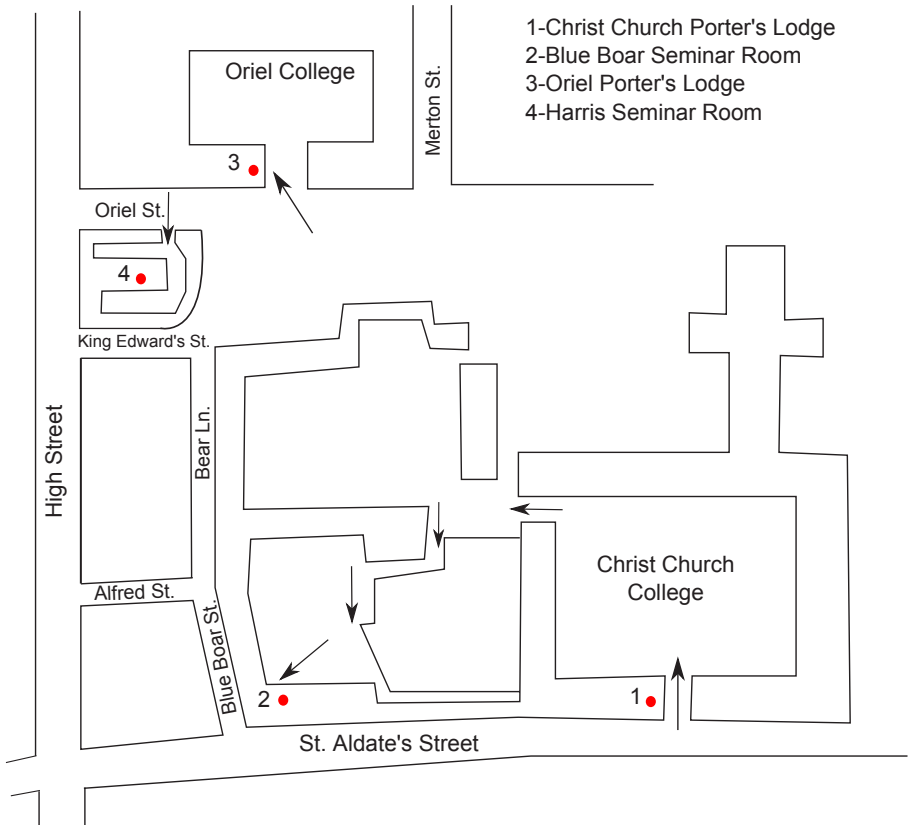 1-Christ Church Porter's Lodge
2-Blue Boar Seminar Room
3-Oriel Porter's Lodge
4-Harris Seminar Room
Oriel College
Merton St.
3
Oriel St.
4
King Edward's St.
High Street
Bear Ln.
Christ Church
College
Alfred St.
Blue Boar St.
2
1
St. Aldate's Street